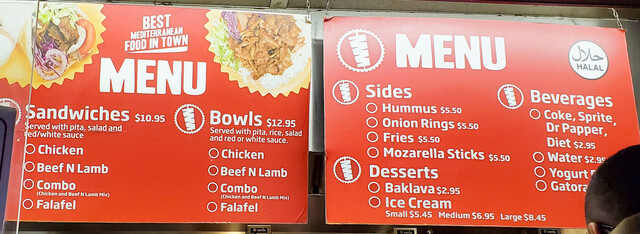 BEST
MEDITERRANEAN
FOOD IN TOWN
MENU
Sandwiches $10.95
Served with pita, salad and
red/white sauce
Chicken
Beef N Lamb
Combo
(Chicken and Beef N Lamb Mix)
Falafel
Bowls $12.95
Served with pita, rice, salad
and red or white sauce.
Chicken
Beef N Lamb
Combo
(Chicken and Beef N Lamb Mix)
Falafel
MENU
حلال
HALAL
Sides
Hummus $5.50
Onion Rings $5.50
Fries $5.50
Mozarella Sticks $5.50
Desserts
Baklava $2.95
Ice Cream
Small $5.45 Medium $6.95 Large $8.45
Beverages
Coke, Sprite,
Dr Papper,
Diet $2.95
Water $2.95
Yogurt
Gatora